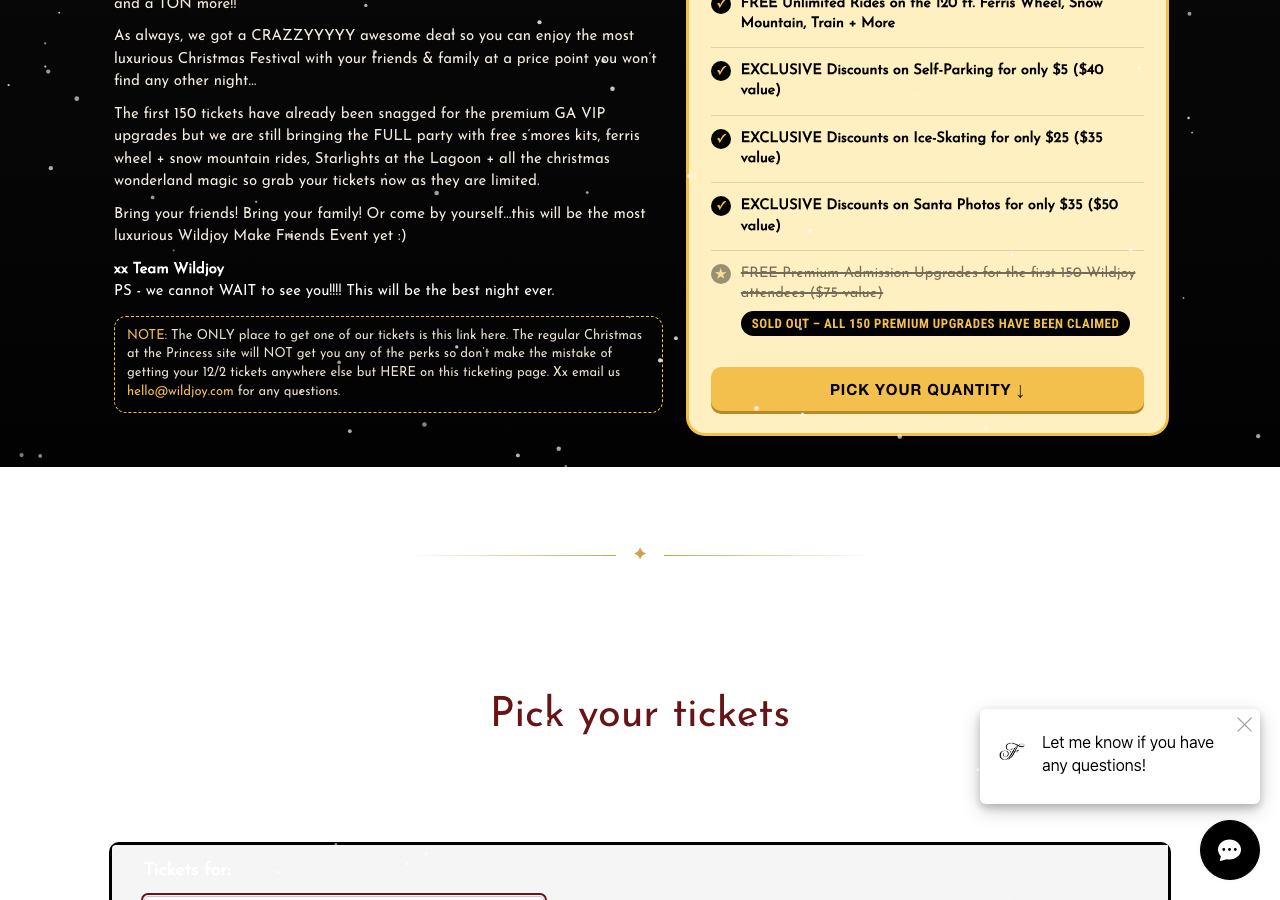 and a TON more!!
As always, we got a CRAZZYYYYY awesome deal so you can enjoy the most
luxurious Christmas Festival with your friends & family at a price point you won't
find any other night...
The first 150 tickets have already been snagged for the premium GA VIP
upgrades but we are still bringing the FULL party with free s'mores kits, ferris
wheel + snow mountain rides, Starlights at the Lagoon + all the christmas
wonderland magic so grab your tickets now as they are limited.
Bring your friends! Bring your family! Or come by yourself...this will be the most
luxurious Wildjoy Make Friends Event yet :)
xx Team Wildjoy
PS - we cannot WAIT to see you!!!! This will be the best night ever.
NOTE: The ONLY place to get one of our tickets is this link here. The regular Christmas
at the Princess site will NOT get you any of the perks so don't make the mistake of
getting your 12/2 tickets anywhere else but HERE on this ticketing page. Xx email us
hello@wildjoy.com for any questions.
FREE Unlimited Rides on the 120 ft. Ferris Wheel, Snow
Mountain, Train + More
EXCLUSIVE Discounts on Self-Parking for only $5 ($40
value)
EXCLUSIVE Discounts on Ice-Skating for only $25 ($35
value)
EXCLUSIVE Discounts on Santa Photos for only $35 ($50
value)
FREE Premium Admission Upgrades for the first 150 Wildjoy
attendees ($75 value)
SOLD OUT – ALL 150 PREMIUM UPGRADES HAVE BEEN CLAIMED
PICK YOUR QUANTITY ↓
Pick your tickets
Let me know if you have
any questions!
Tickets for: